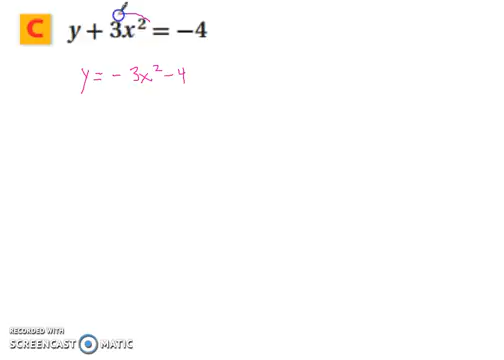 C y + 3x² = −4
y = − 3x² − 4
RECORDED WITH
SCREENCAST MATIC